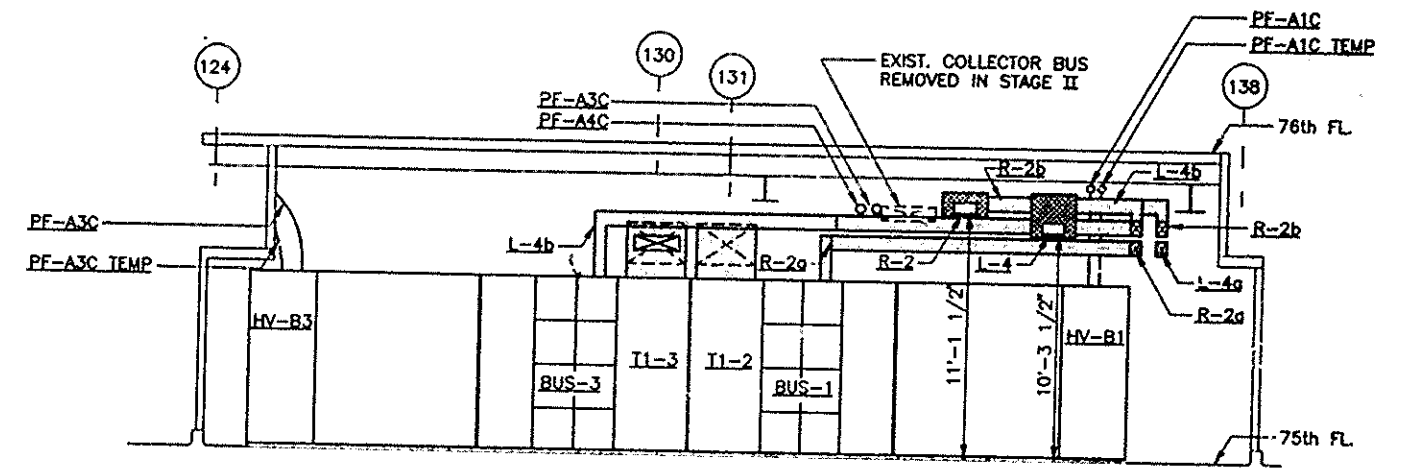 PF-A1C
PF-A1C TEMP
124
130
131
EXIST. COLLECTOR BUS
REMOVED IN STAGE II
138
PF-A3C
PF-A4C
76th FL.
R-2b
L-4b
PF-A3C
L-4b
R-2b
PF-A3C TEMP
R-2a
R-2
L-4
L-4a
R-2a
HV-B3
T1-3
T1-2
11'-1 1/2"
10'-3 1/2"
HV-B1
BUS-3
BUS-1
75th FL.